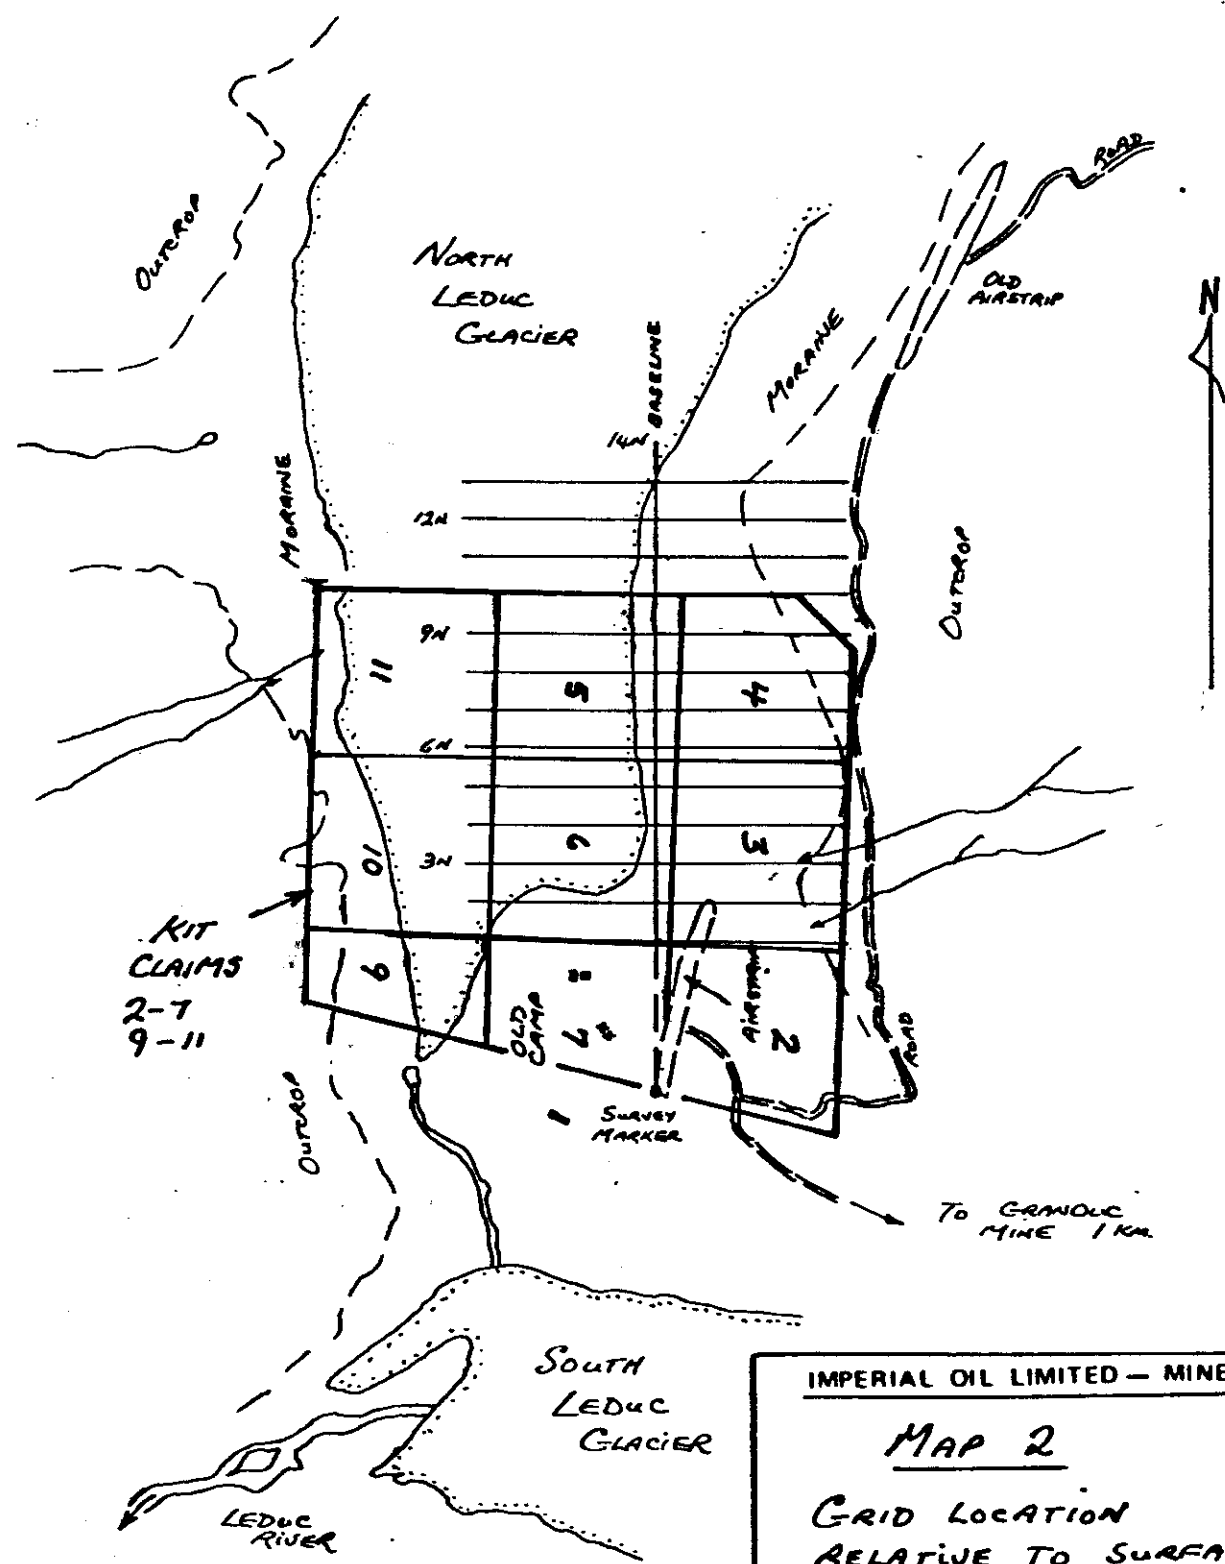 ROAD
OUTCROP
NORTH
LEDUC
GLACIER
OLD
AIRSTRIP
N
MORAINE
BASELINE
14N
MORAINE
12N
OUTCROP
9N
11
5
4
6N
10
3N
6
3
KIT
CLAIMS
2-7
9-11
9
OLD
CAMP
7
AIRSTRIP
2
ROAD
OUTCROP
SURVEY
MARKER
TO GRANDUC
MINE 1 KM.
SOUTH
LEDUC
GLACIER
LEDUC
RIVER
IMPERIAL OIL LIMITED — MINE
MAP 2
GRID LOCATION
RELATIVE TO SURFA